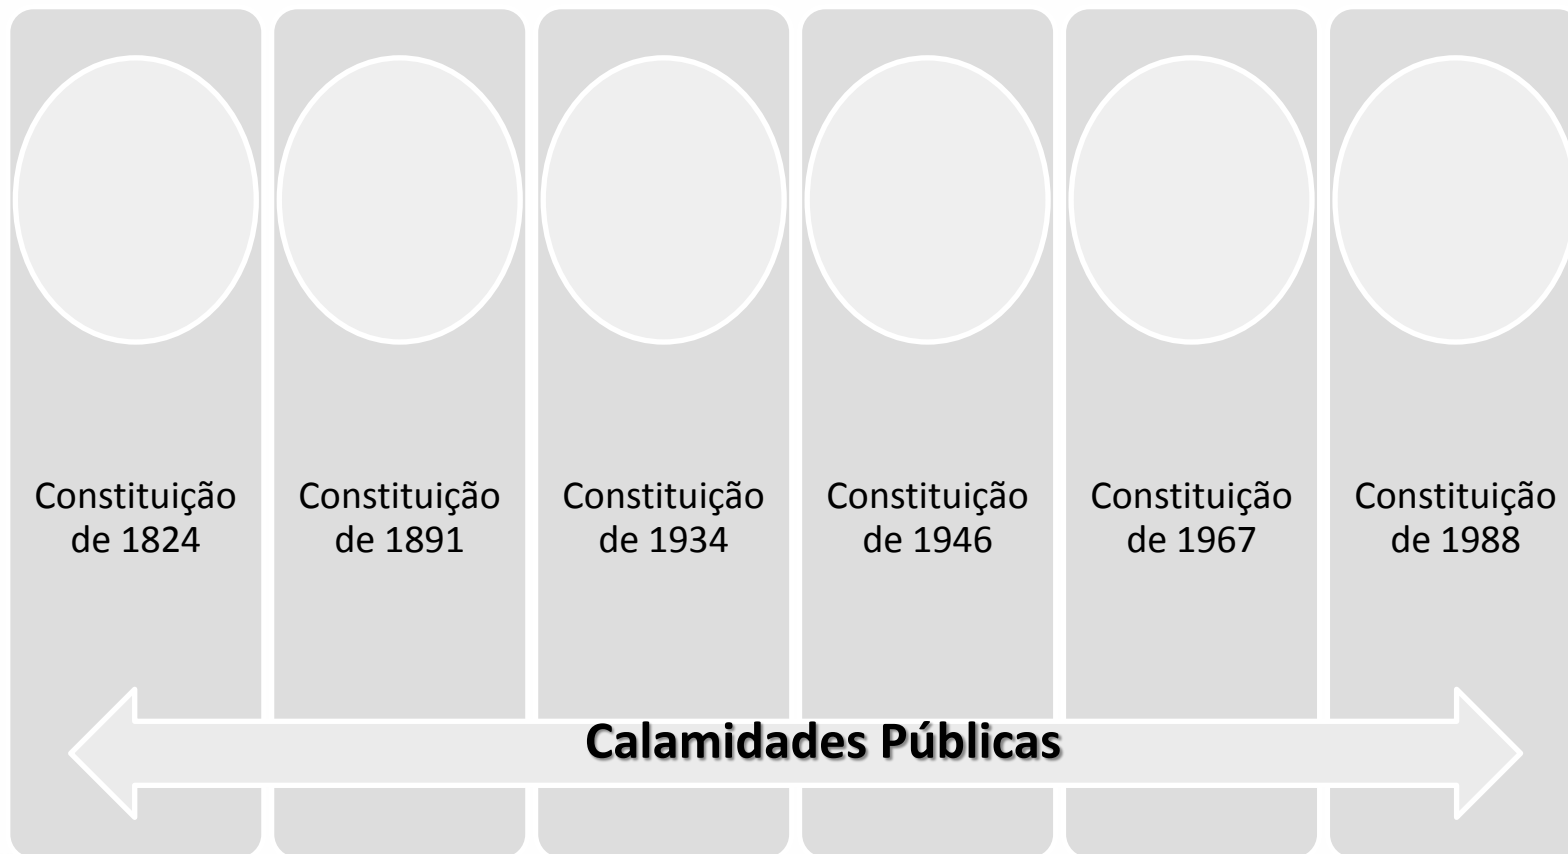 Constituição
de 1824
Constituição
de 1891
Constituição
de 1934
Constituição
de 1946
Constituição
de 1967
Constituição
de 1988
Calamidades Públicas